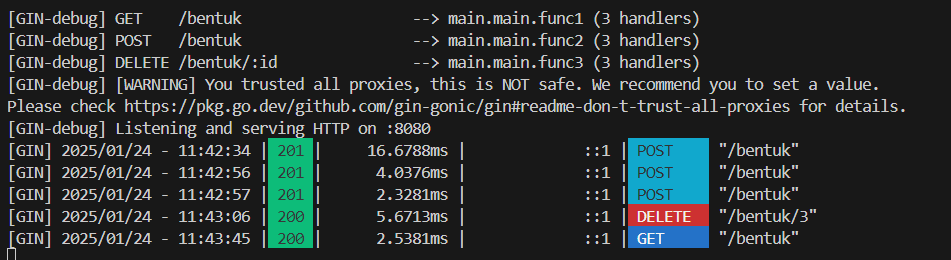 [GIN-debug] GET    /bentuk                   --> main.main.func1 (3 handlers)
[GIN-debug] POST   /bentuk                   --> main.main.func2 (3 handlers)
[GIN-debug] DELETE /bentuk/:id               --> main.main.func3 (3 handlers)
[GIN-debug] [WARNING] You trusted all proxies, this is NOT safe. We recommend you to set a value.
Please check https://pkg.go.dev/github.com/gin-gonic/gin#readme-don-t-trust-all-proxies for details.
[GIN-debug] Listening and serving HTTP on :8080
[GIN] 2025/01/24 - 11:42:34 | 201 |     16.6788ms |             ::1 | POST     "/bentuk"
[GIN] 2025/01/24 - 11:42:56 | 201 |      4.0376ms |             ::1 | POST     "/bentuk"
[GIN] 2025/01/24 - 11:42:57 | 201 |      2.3281ms |             ::1 | POST     "/bentuk"
[GIN] 2025/01/24 - 11:43:06 | 200 |      5.6713ms |             ::1 | DELETE   "/bentuk/3"
[GIN] 2025/01/24 - 11:43:45 | 200 |      2.5381ms |             ::1 | GET      "/bentuk"